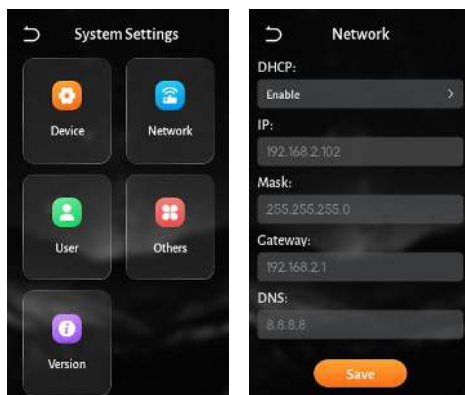 System Settings
Device
Network
User
Others
Version
Network
DHCP:
Enable
IP:
192.168.2.102
Mask:
255.255.255.0
Gateway:
192.168.2.1
DNS:
8.8.8.8
Save